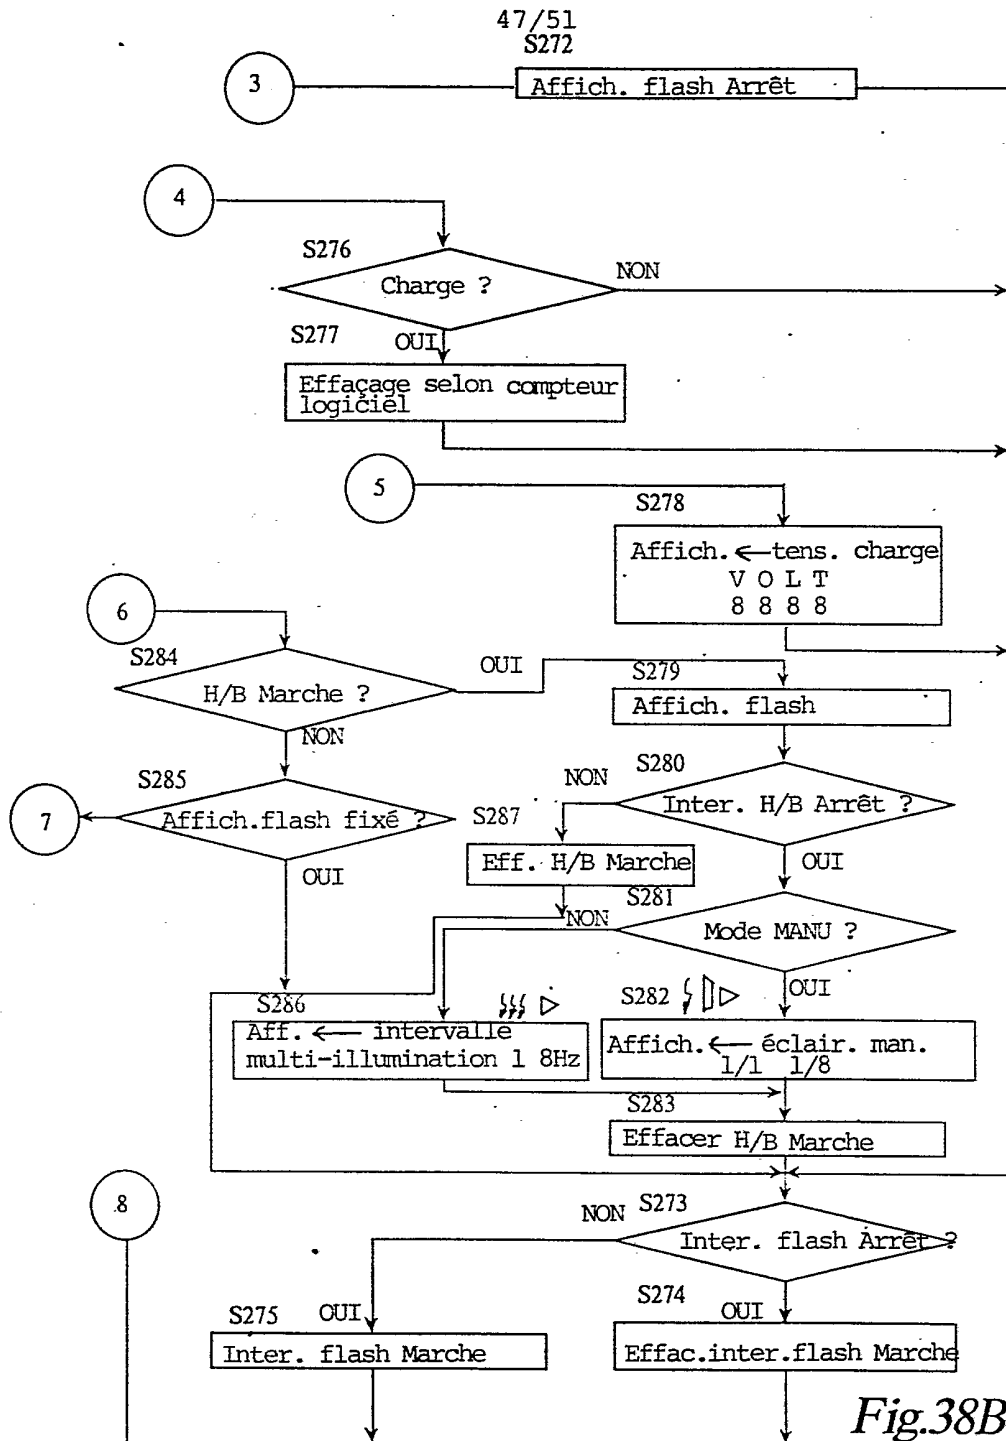 47/51
S272
3
Affich. flash Arrêt
4
S276
NON
Charge ?
S277
OUI
Effaçage selon compteur
logiciel
5
S278
Affich. ←tens. charge
V O L T
8 8 8 8
6
S284
OUI
S279
H/B Marche ?
Affich. flash
NON
S280
S285
NON
7
Affich.flash fixé ?
S287
Inter. H/B Arrêt ?
Eff. H/B Marche
OUI
OUI
S281
NON
Mode MANU ?
S286
S282
OUI
Aff. ← intervalle
multi-illumination 1 8Hz
Affich. ← éclair. man.
1/1 1/8
S283
Effacer H/B Marche
8
S273
NON
Inter. flash Arrêt ?
S275
OUI
S274
OUI
Inter. flash Marche
Effac.inter.flash Marche
Fig.38B